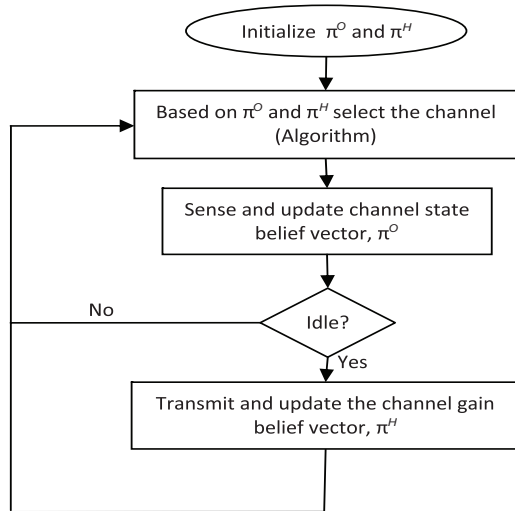 Initialize π^O and π^H
Based on π^O and π^H select the channel
(Algorithm)
Sense and update channel state
belief vector, π^O
Idle?
No
Yes
Transmit and update the channel gain
belief vector, π^H